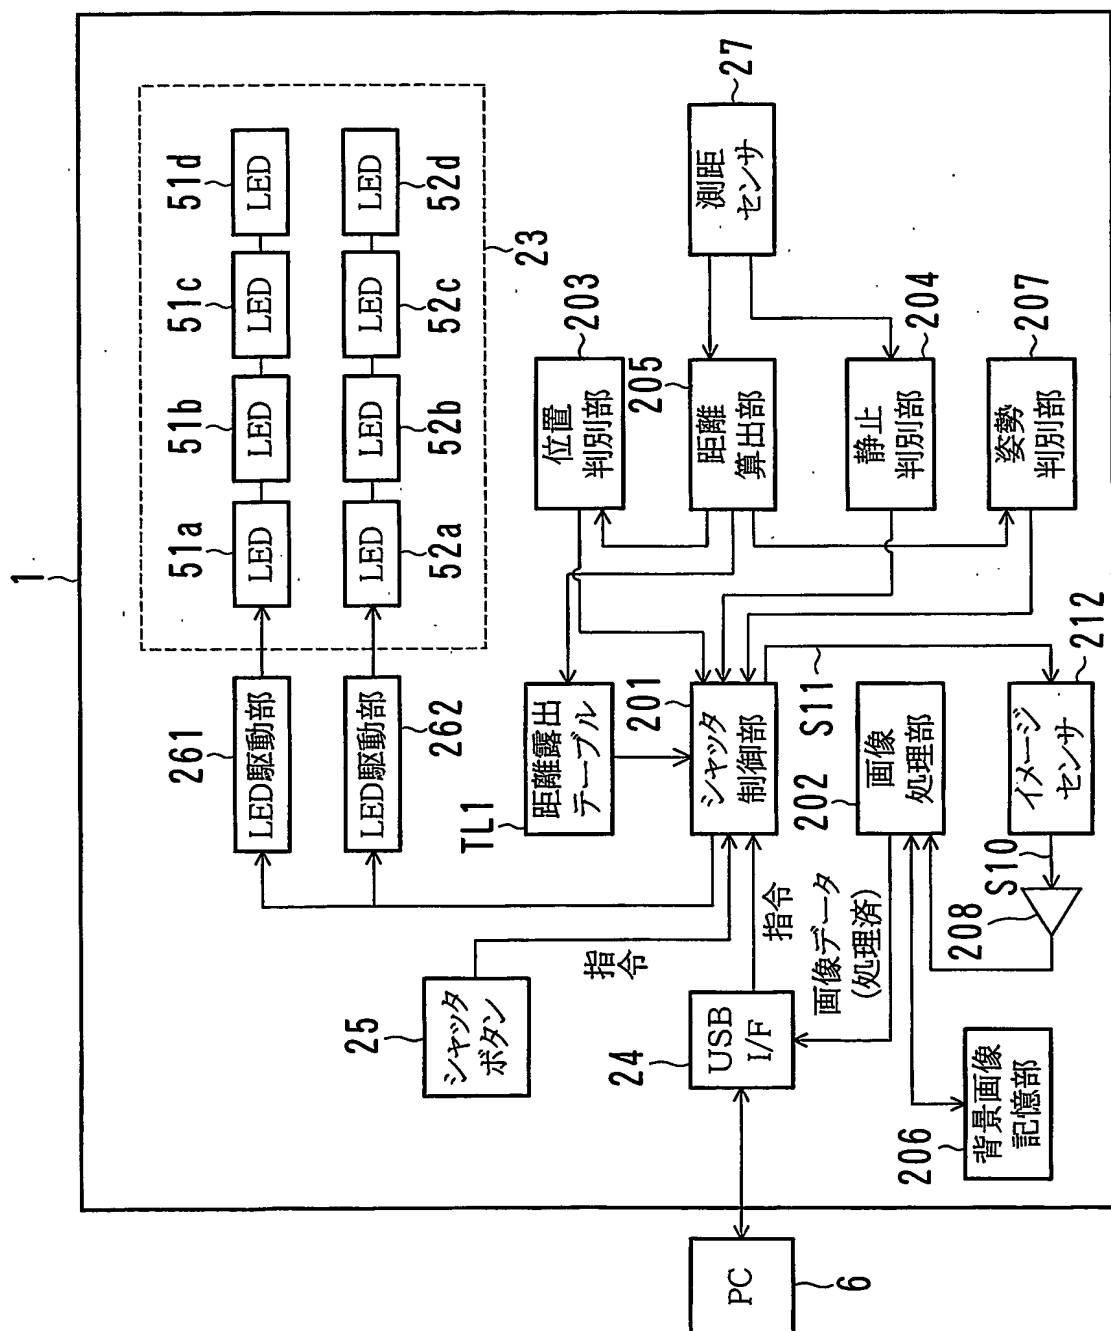 1
51a
51b
51c
51d
LED
LED
LED
LED
261
LED駆動部
23
52a
52b
52c
52d
LED
LED
LED
LED
262
LED駆動部
TL1
距離露出
テーブル
203
位置
判別部
25
シャッタ
ボタン
指令
201
シャッタ
制御部
205
距離
算出部
27
測距
センサ
6
PC
24
USB
I/F
指令
画像データ
(処理済)
S11
202
画像
処理部
204
静止
判別部
206
背景画像
記憶部
208
S10
212
イメージ
センサ
207
姿勢
判別部